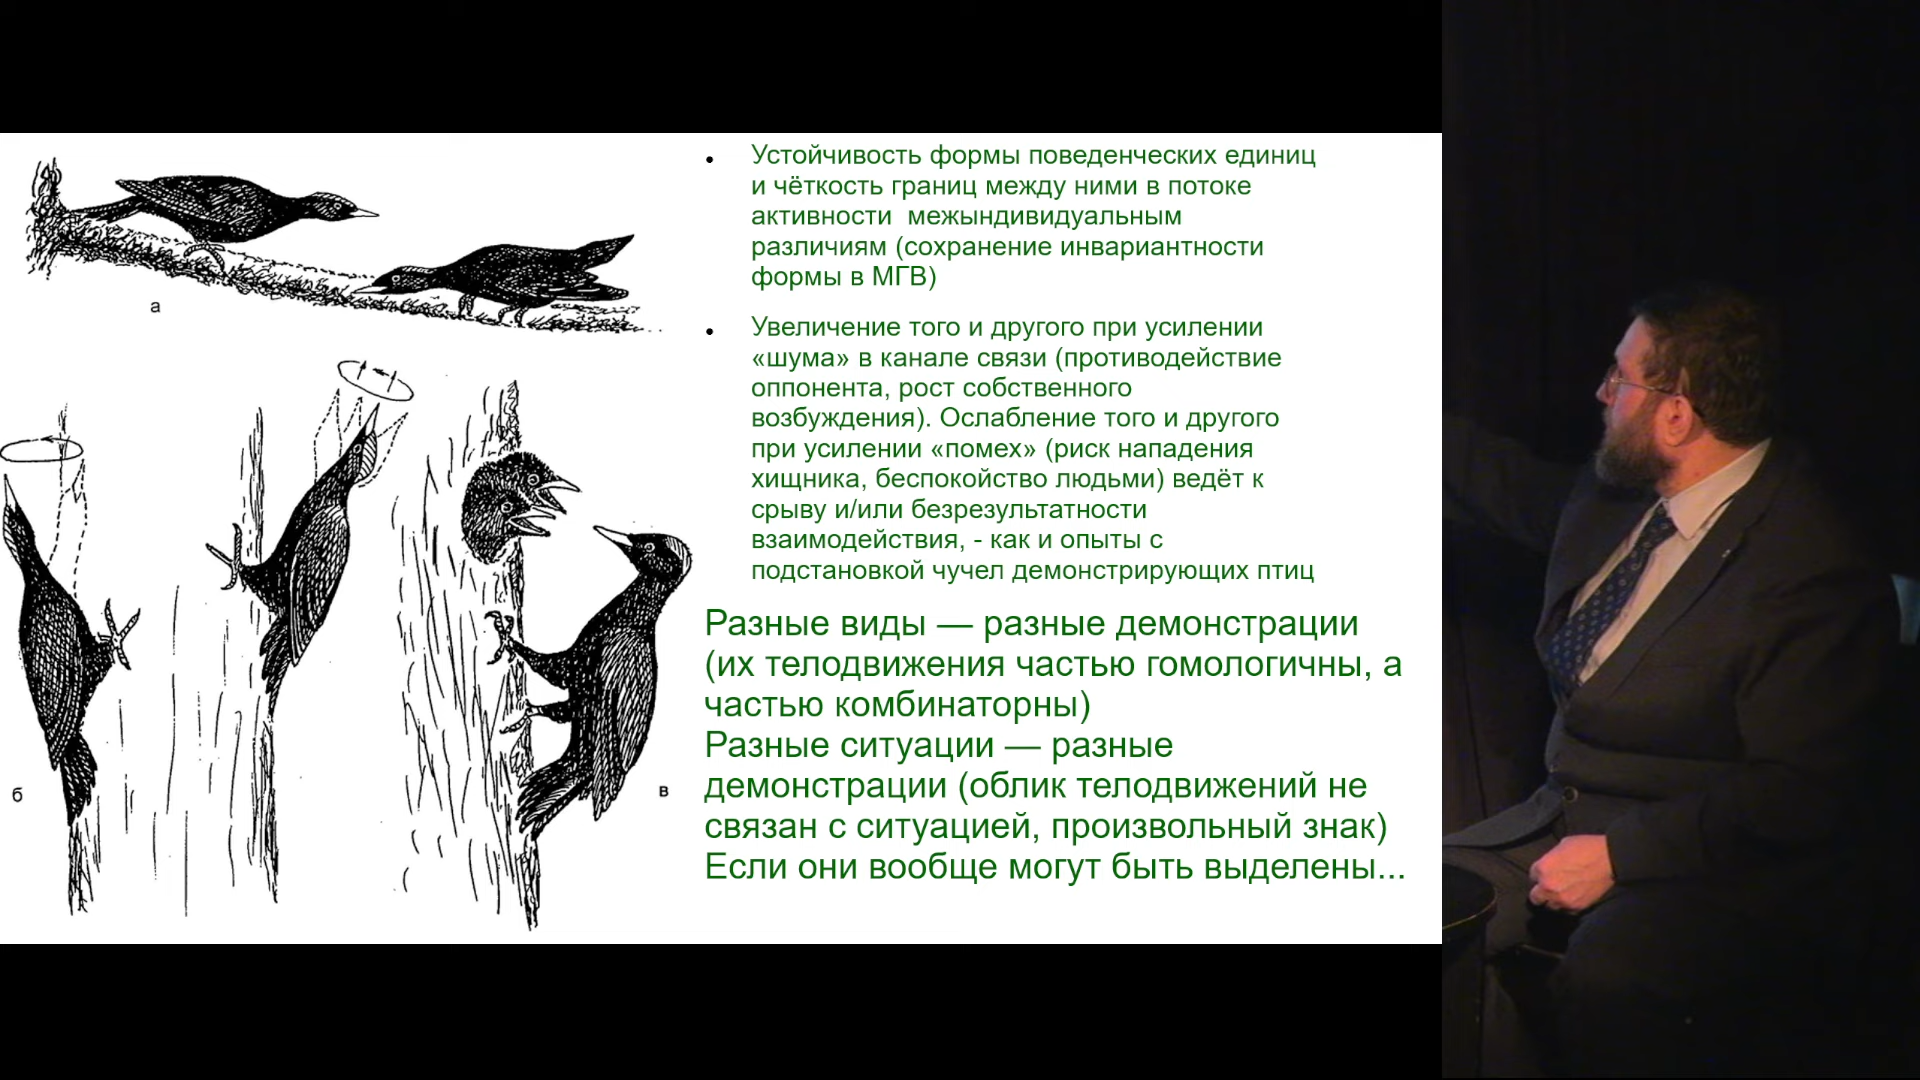 • Устойчивость формы поведенческих единиц
и чёткость границ между ними в потоке
активности межындивидуальным
различиям (сохранение инвариантности
формы в МГВ)
• Увеличение того и другого при усилении
«шума» в канале связи (противодействие
оппонента, рост собственного
возбуждения). Ослабление того и другого
при усилении «помех» (риск нападения
хищника, беспокойство людьми) ведёт к
срыву и/или безрезультатности
взаимодействия, - как и опыты с
подстановкой чучел демонстрирующих птиц
Разные виды — разные демонстрации
(их телодвижения частью гомологичны, а
частью комбинаторны)
Разные ситуации — разные
демонстрации (облик телодвижений не
связан с ситуацией, произвольный знак)
Если они вообще могут быть выделены...
а
б
в